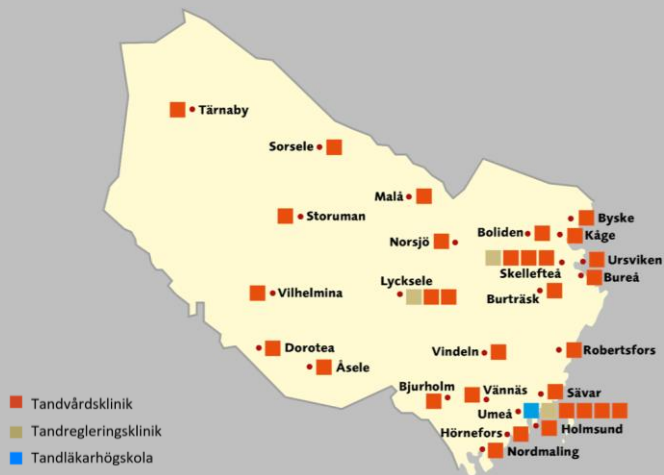 Tärnaby
Sorsele
Malå
Storuman
Byske
Boliden
Kåge
Norsjö
Ursviken
Skellefteå
Bureå
Lycksele
Vilhelmina
Burträsk
Dorotea
Vindeln
Robertsfors
Åsele
Bjurholm
Vännäs
Sävar
Umeå
Holmsund
Hörnefors
Nordmaling
Tandvårdsklinik
Tandregleringsklinik
Tandläkarhögskola